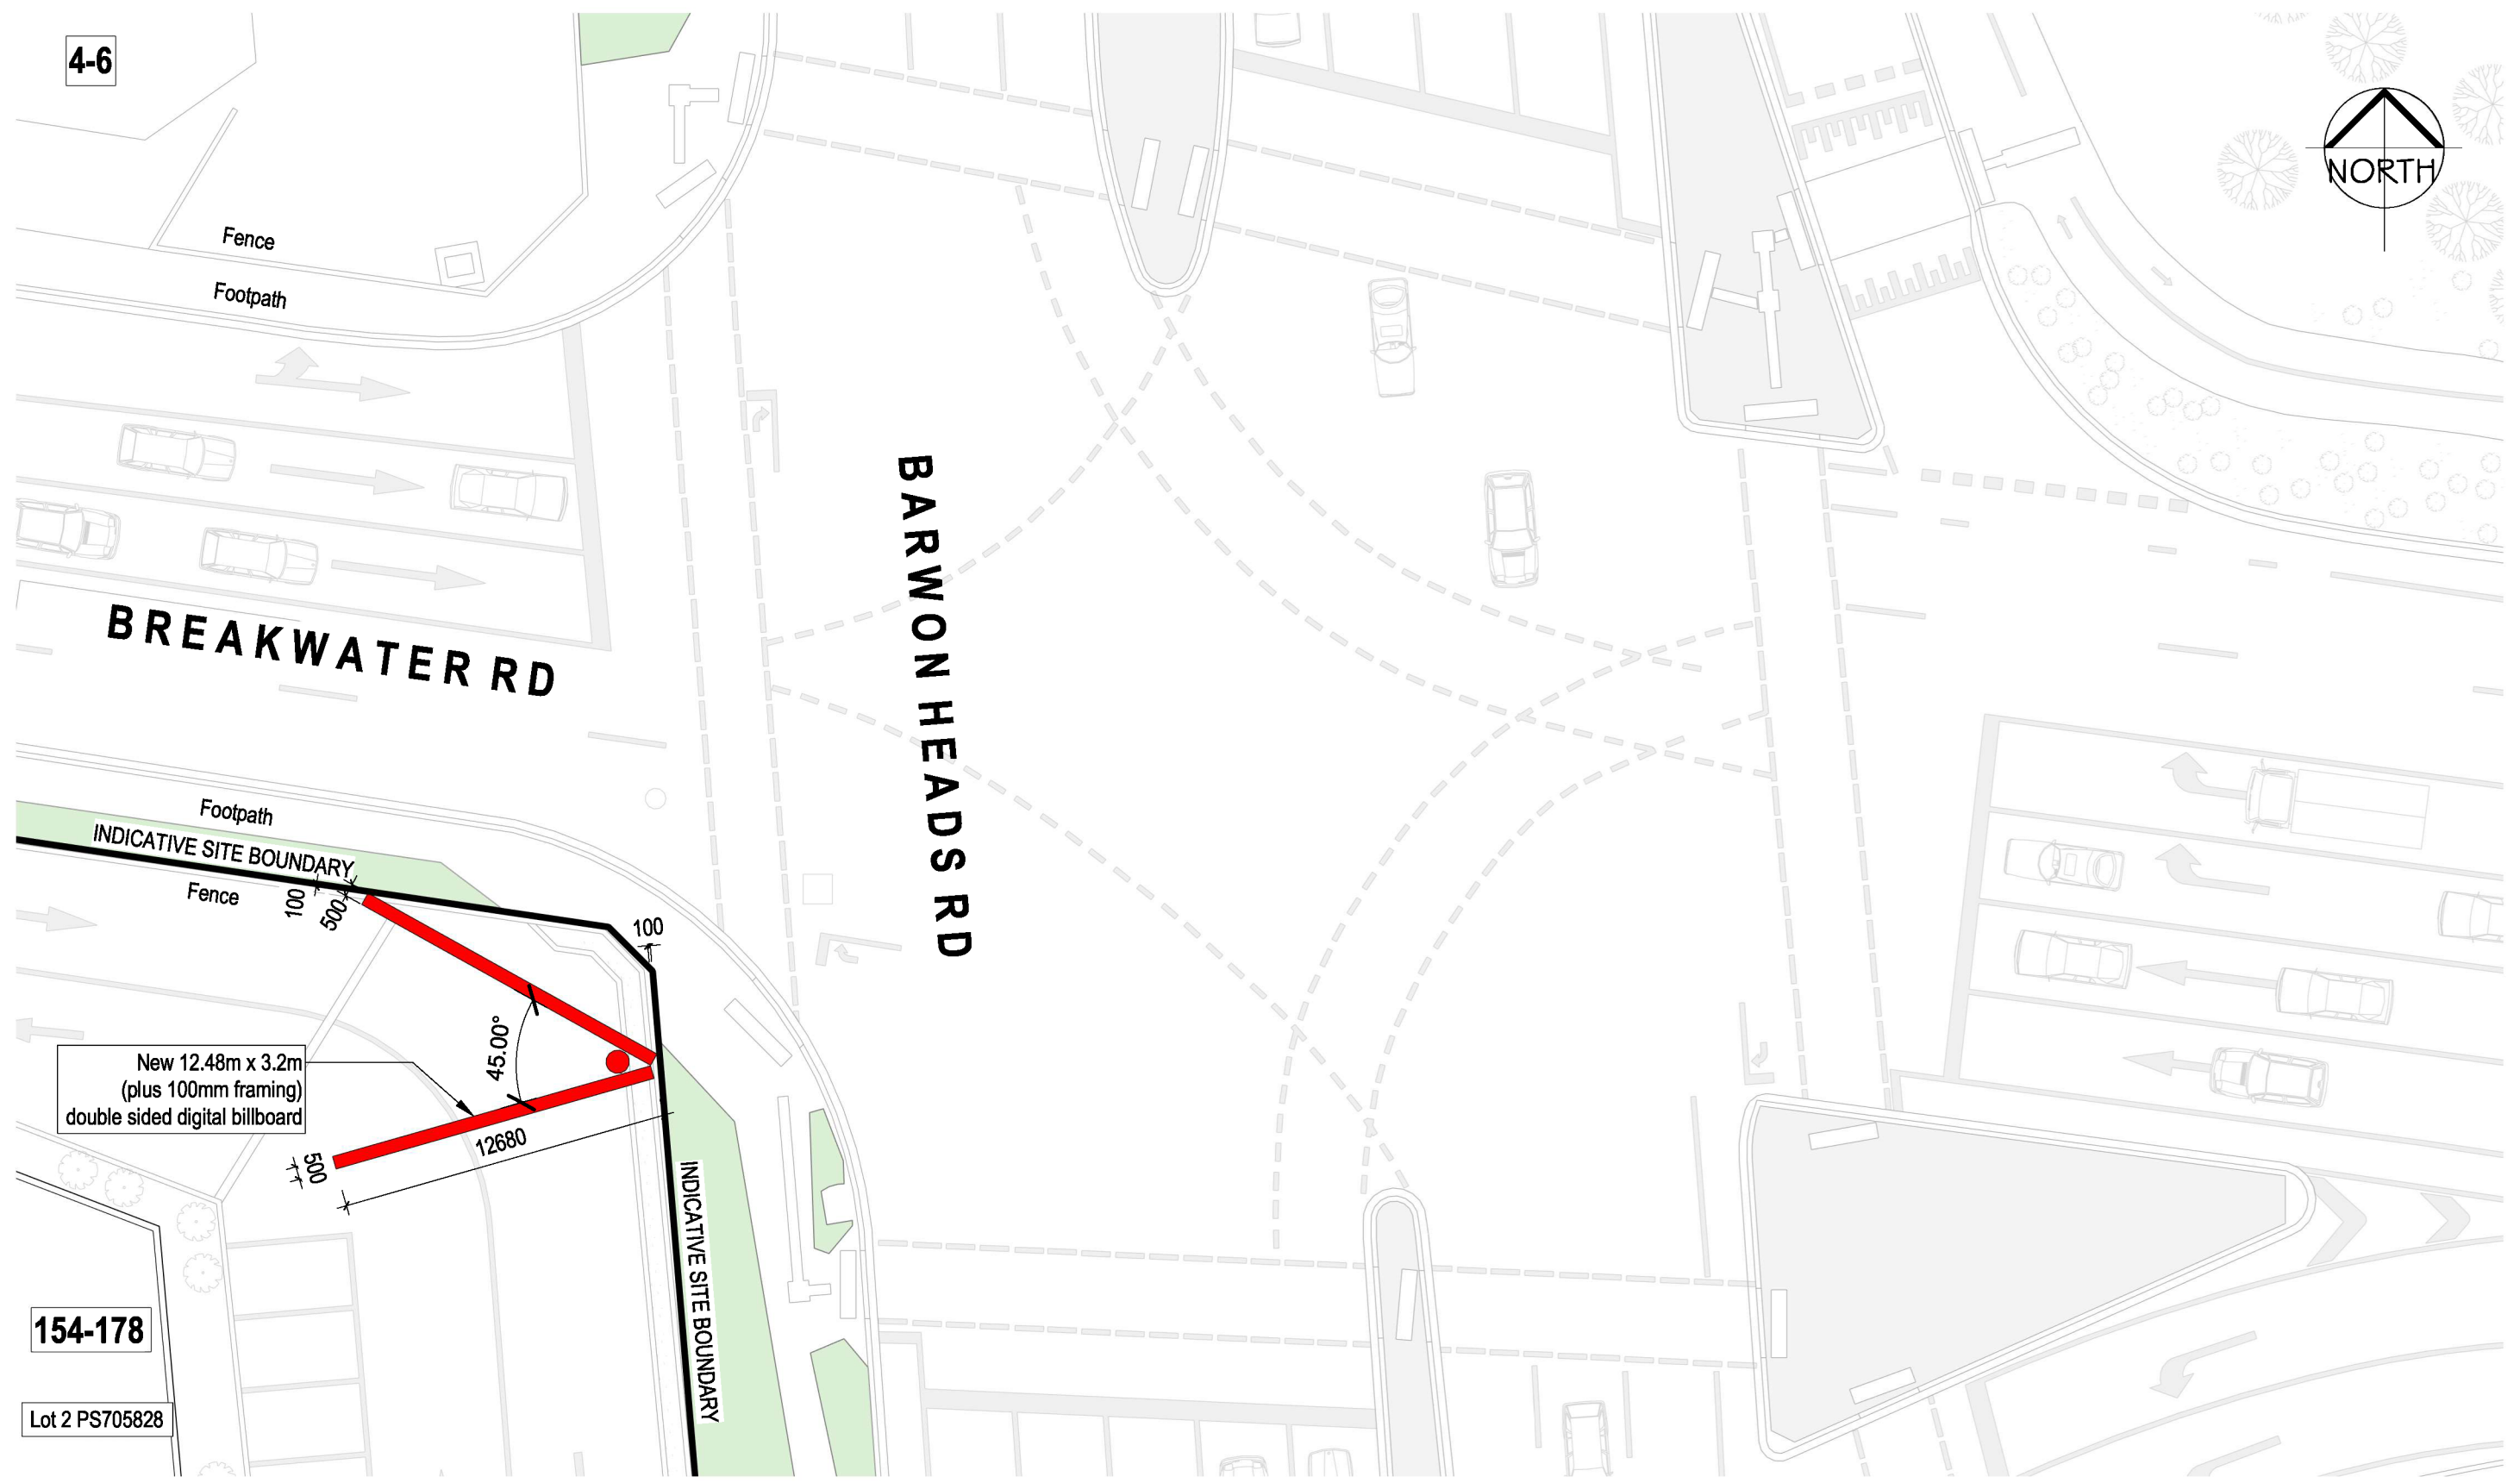 4-6
NORTH
Fence
Footpath
BREAKWATER RD
BARWON HEADS RD
Footpath
INDICATIVE SITE BOUNDARY
Fence
100
500
100
45.00°
New 12.48m x 3.2m
(plus 100mm framing)
double sided digital billboard
12680
500
INDICATIVE SITE BOUNDARY
154-178
Lot 2 PS705828